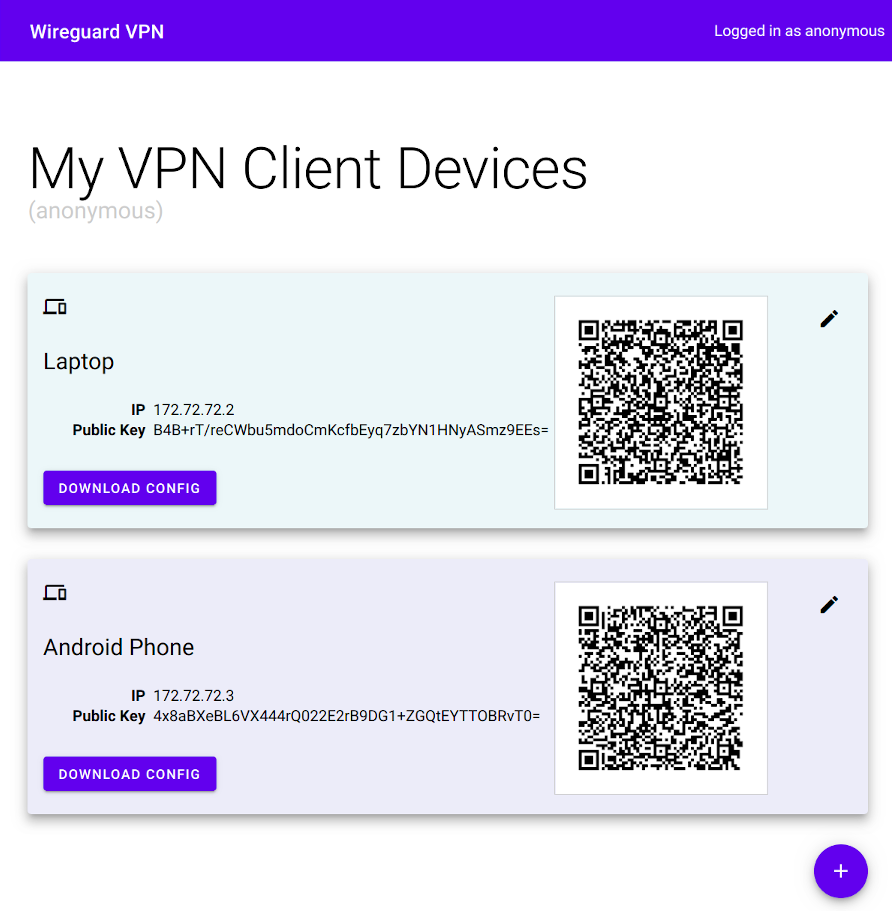 Wireguard VPN
Logged in as anonymous
My VPN Client Devices
(anonymous)
Laptop
IP 172.72.72.2
Public Key B4B+rT/reCWbu5mdoCmKcfbEyq7zbYN1HNyASmz9EEs=
DOWNLOAD CONFIG
Android Phone
IP 172.72.72.3
Public Key 4x8aBXeBL6VX444rQ022E2rB9DG1+ZGQtEYTTOBRvT0=
DOWNLOAD CONFIG
+